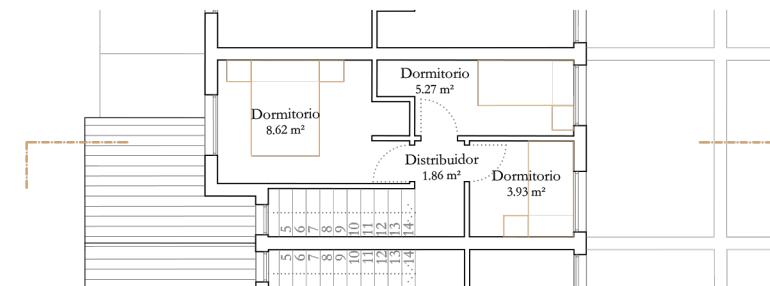 Dormitorio
5.27 m²
Dormitorio
8.62 m²
Distribuidor
1.86 m²
Dormitorio
3.93 m²
5 6 7 8 9 10 11 12 13 14
5 6 7 8 9 10 11 12 13 14